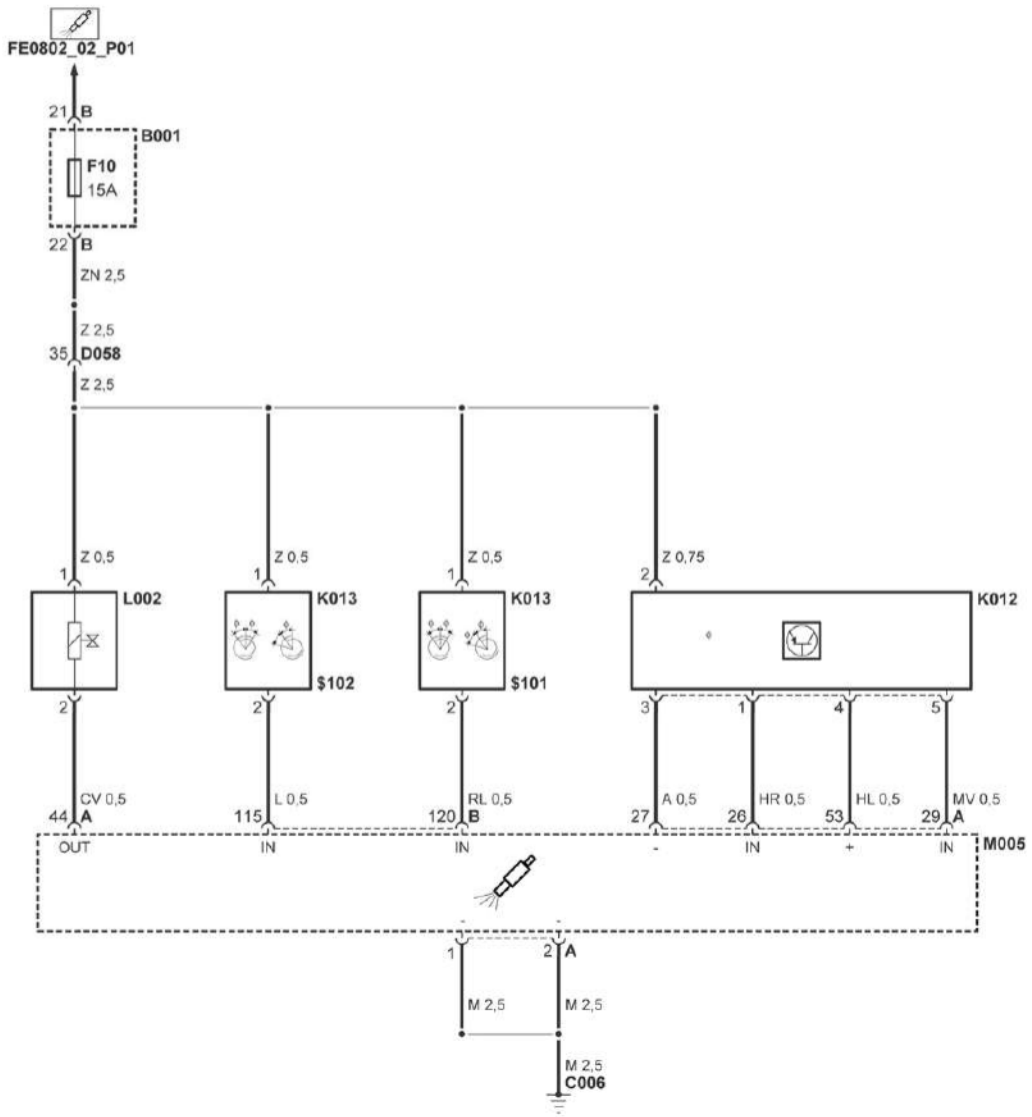 FE0802_02_P01
21 B
B001
F10
15A
22 B
ZN 2,5
Z 2,5
35 D058
Z 2,5
Z 0,5 Z 0,5 Z 0,5 Z 0,75
1 1 1 2
L002 K013 K013 K012
$102 $101
2 2 2 3 1 4 5
CV 0,5 L 0,5 RL 0,5 A 0,5 HR 0,5 HL 0,5 MV 0,5
44 A 115 120 B 27 26 53 29 A
OUT IN IN - IN + IN M005
- -
1 2 A
M 2,5 M 2,5
M 2,5
C006